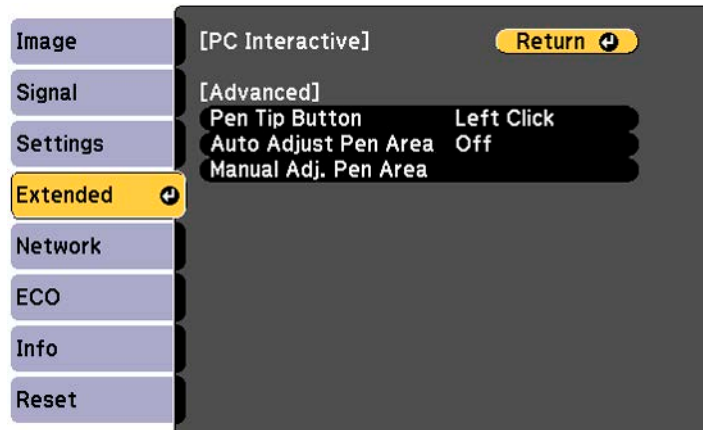 Image
Signal
Settings
Extended
Network
ECO
Info
Reset
[PC Interactive] Return
[Advanced]
Pen Tip Button Left Click
Auto Adjust Pen Area Off
Manual Adj. Pen Area